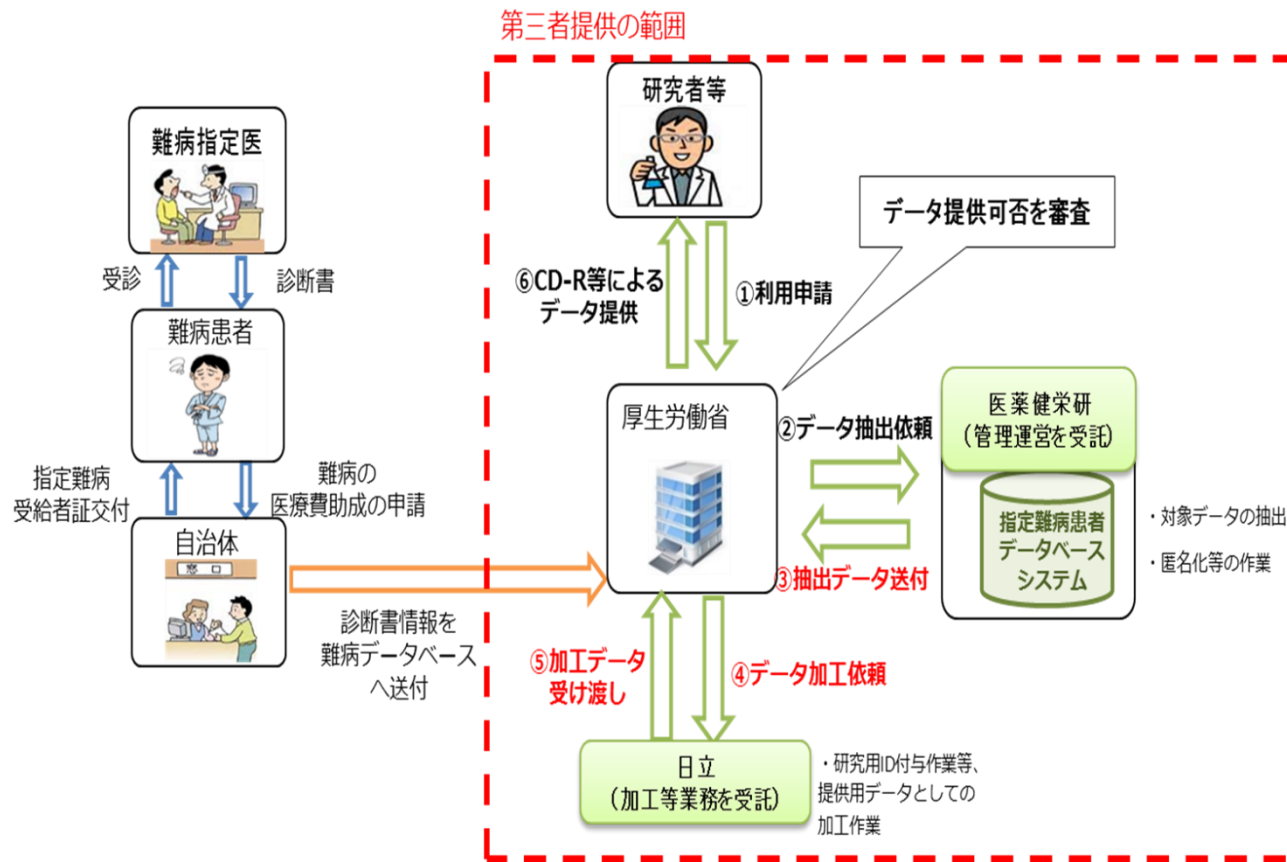 第三者提供の範囲
難病指定医
受診
診断書
難病患者
指定難病
受給者証交付
難病の
医療費助成の申請
自治体
窓口
診断書情報を
難病データベース
へ送付
研究者等
データ提供可否を審査
⑥CD-R等による
データ提供
①利用申請
厚生労働省
②データ抽出依頼
③抽出データ送付
医薬健栄研
(管理運営を受託)
指定難病患者
データベース
システム
・対象データの抽出
・匿名化等の作業
⑤加工データ
受け渡し
④データ加工依頼
日立
(加工等業務を受託)
・研究用ID付与作業等、
提供用データとしての
加工作業